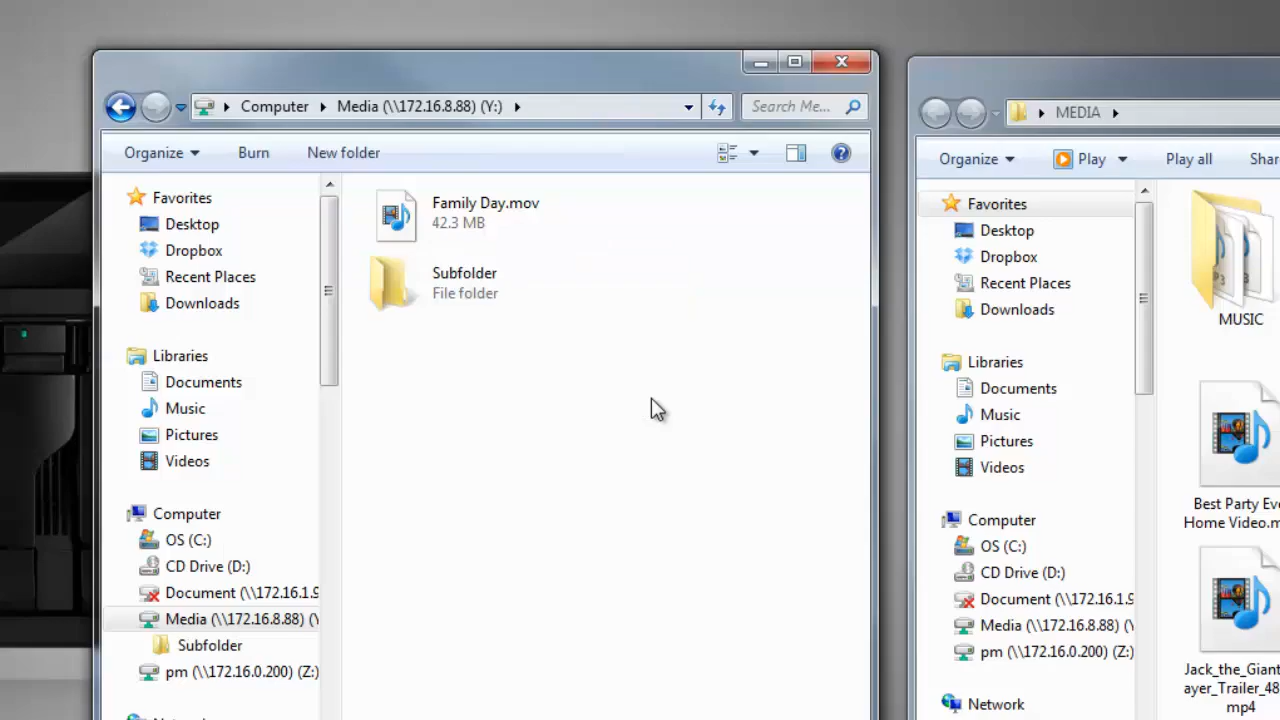 Computer
Media (\\172.16.8.88) (Y:)
Search Me...
Organize
Burn
New folder
Favorites
Desktop
Dropbox
Recent Places
Downloads
Libraries
Documents
Music
Pictures
Videos
Computer
OS (C:)
CD Drive (D:)
Document (\\172.16.1.9
Media (\\172.16.8.88) (Y
Subfolder
pm (\\172.16.0.200) (Z:)
Family Day.mov
42.3 MB
Subfolder
File folder
MEDIA
Organize
Play
Play all
Shar
Favorites
Desktop
Dropbox
Recent Places
Downloads
Libraries
Documents
Music
Pictures
Videos
Computer
OS (C:)
CD Drive (D:)
Document (\\172.16.1.9
Media (\\172.16.8.88) (Y
pm (\\172.16.0.200) (Z:)
Network
MUSIC
Best Party Eve
Home Video.m
Jack_the_Giant
ayer_Trailer_48
mp4